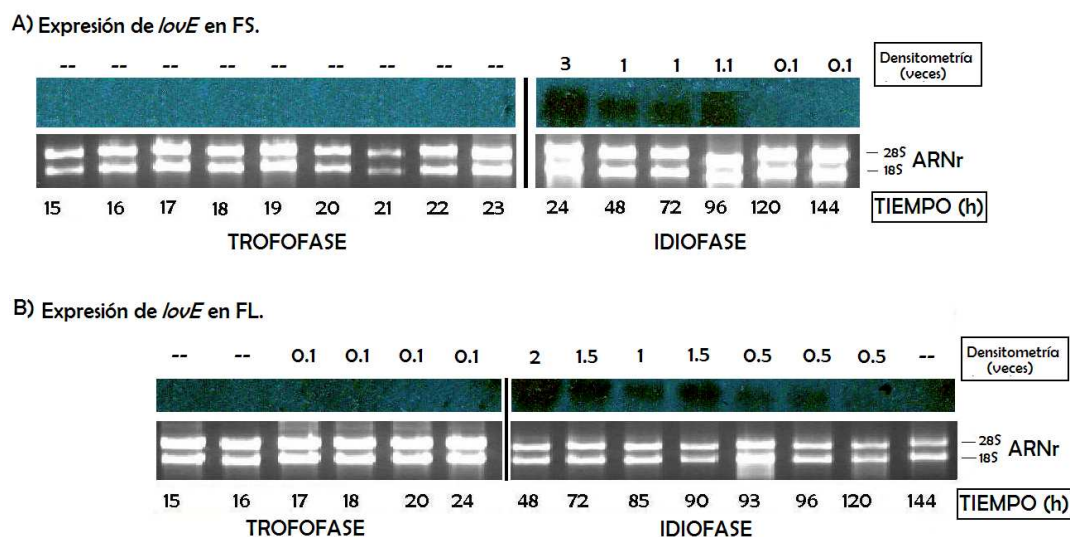 A) Expresión de lovE en FS.
-- -- -- -- -- -- -- -- -- 3 1 1 1.1 0.1 0.1 Densitometría (veces)
28S
18S
ARNr
15 16 17 18 19 20 21 22 23 24 48 72 96 120 144 TIEMPO (h)
TROFOFASE IDIOFASE
B) Expresión de lovE en FL.
-- -- 0.1 0.1 0.1 0.1 2 1.5 1 1.5 0.5 0.5 0.5 -- Densitometría (veces)
28S
18S
ARNr
15 16 17 18 20 24 48 72 85 90 93 96 120 144 TIEMPO (h)
TROFOFASE IDIOFASE